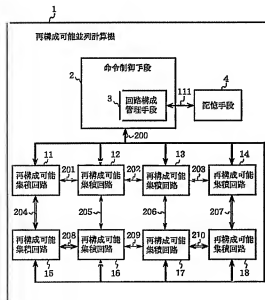 1
再構成可能並列計算機
命令制御手段
2
3
回路構成
管理手段
111
4
記憶手段
200
11
12
13
14
再構成可能
集積回路
201
再構成可能
集積回路
202
再構成可能
集積回路
203
再構成可能
集積回路
204
205
206
207
再構成可能
集積回路
208
再構成可能
集積回路
209
再構成可能
集積回路
210
再構成可能
集積回路
15
16
17
18